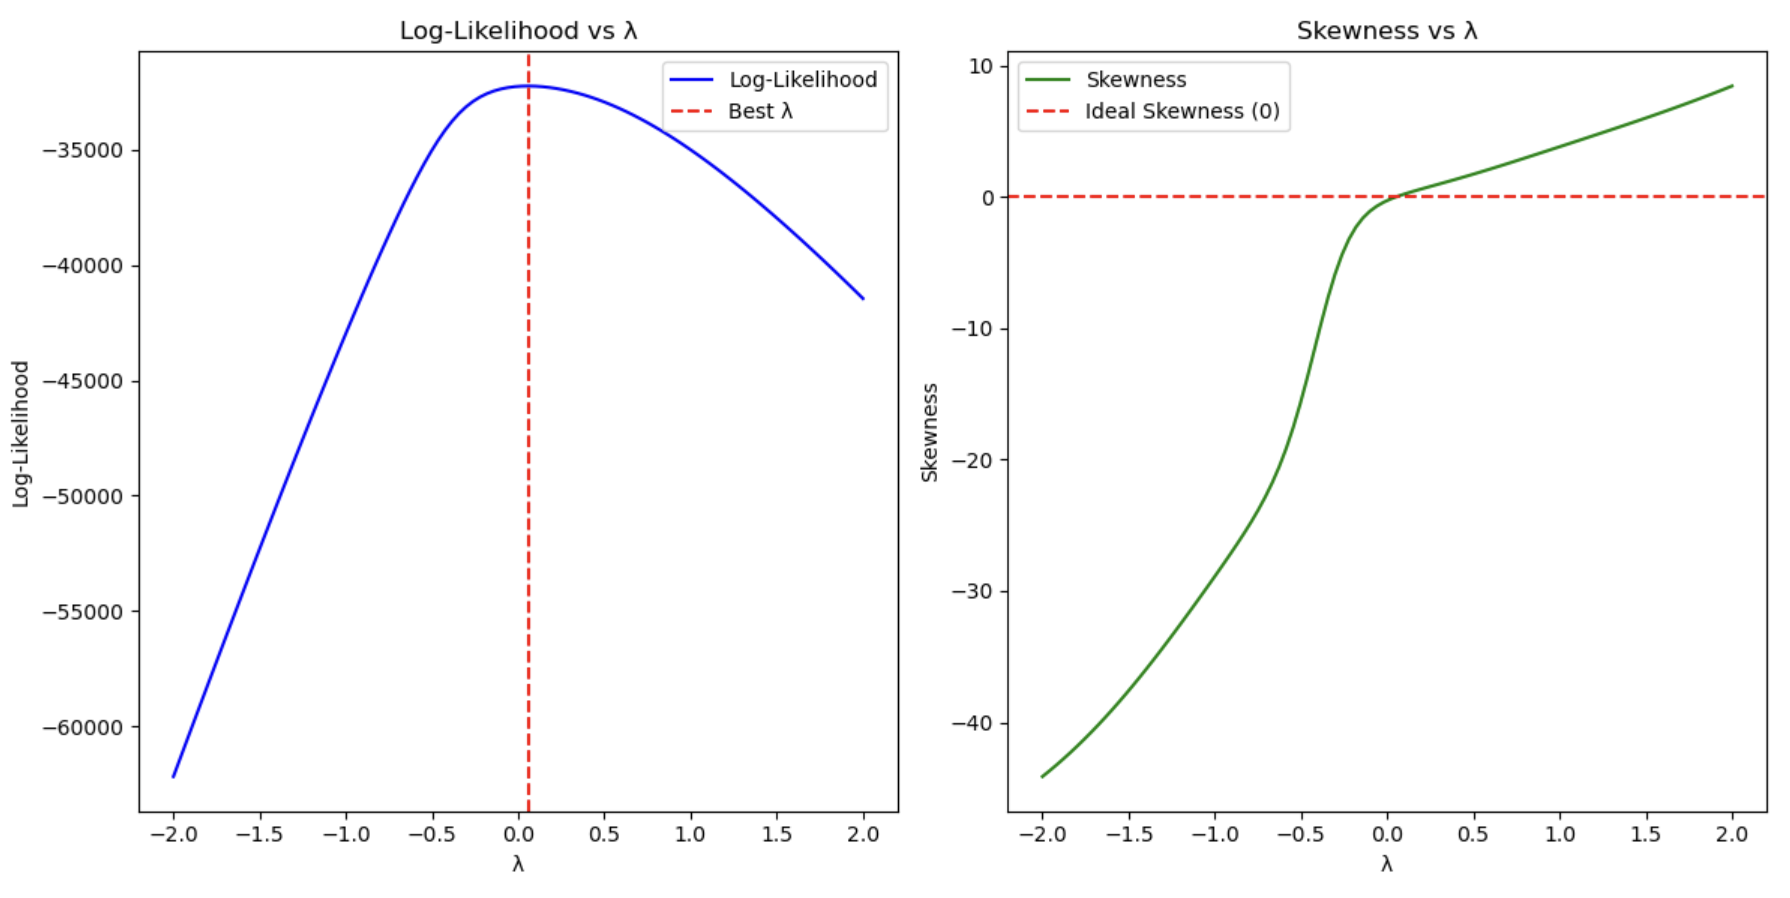 Log-Likelihood vs λ
Log-Likelihood
Best λ
−35000
−40000
−45000
−50000
−55000
−60000
Log-Likelihood
−2.0 −1.5 −1.0 −0.5 0.0 0.5 1.0 1.5 2.0
λ
Skewness vs λ
Skewness
Ideal Skewness (0)
10
0
−10
−20
−30
−40
Skewness
−2.0 −1.5 −1.0 −0.5 0.0 0.5 1.0 1.5 2.0
λ